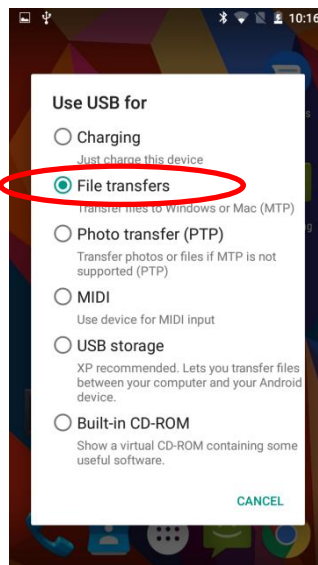 10:16
Use USB for
Charging
Just charge this device
File transfers
Transfer files to Windows or Mac (MTP)
Photo transfer (PTP)
Transfer photos or files if MTP is not
supported (PTP)
MIDI
Use device for MIDI input
USB storage
XP recommended. Lets you transfer files
between your computer and your Android
device.
Built-in CD-ROM
Show a virtual CD-ROM containing some
useful software.
CANCEL